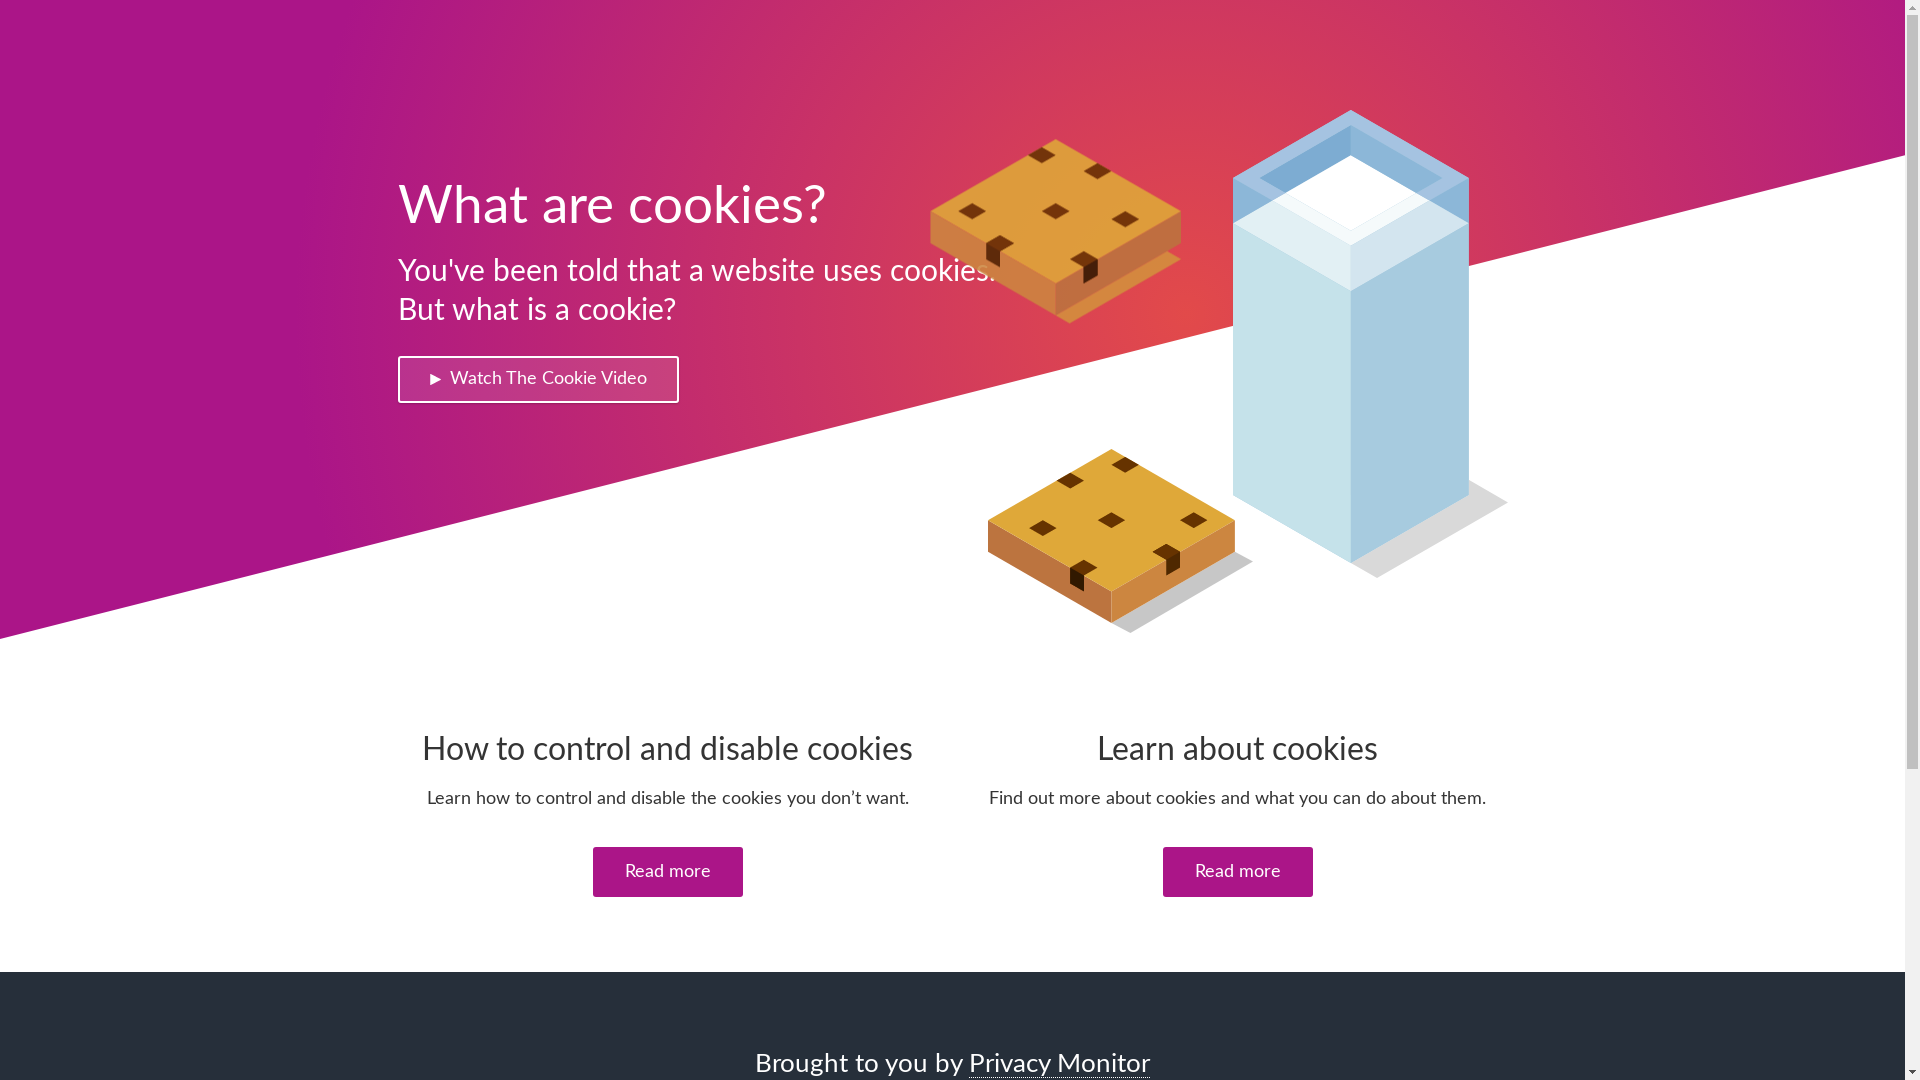 What are cookies?
You've been told that a website uses cookies.
But what is a cookie?
▶ Watch The Cookie Video
How to control and disable cookies
Learn how to control and disable the cookies you don’t want.
Read more
Learn about cookies
Find out more about cookies and what you can do about them.
Read more
Brought to you by Privacy Monitor